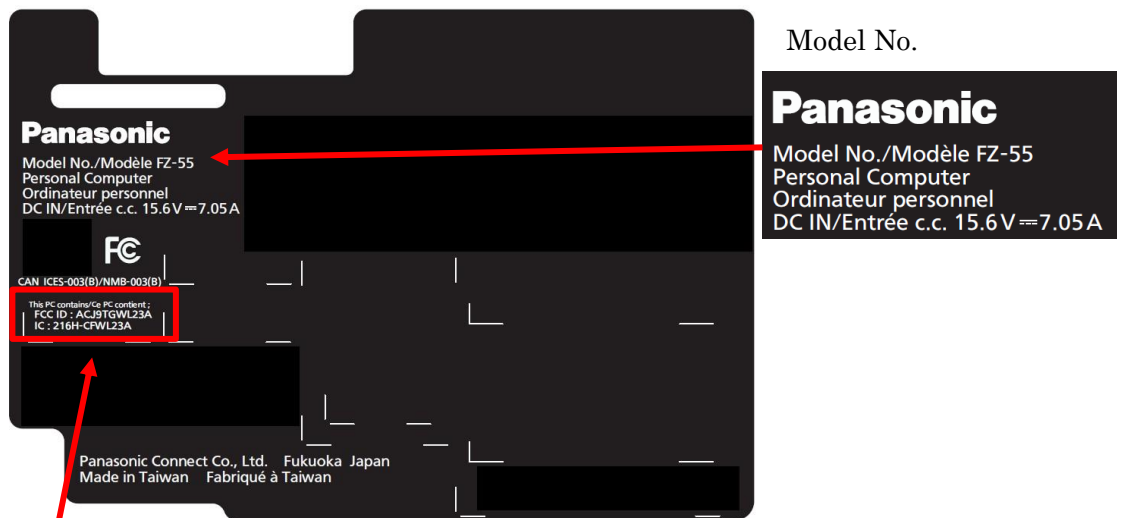 Model No.
Panasonic
Model No./Modèle FZ-55
Personal Computer
Ordinateur personnel
DC IN/Entrée c.c. 15.6 V ⎓ 7.05 A
FC
CAN ICES-003(B)/NMB-003(B)
This PC contains/Ce PC contient ;
FCC ID : ACJ9TGWL23A
IC : 216H-CFWL23A
Panasonic Connect Co., Ltd. Fukuoka Japan
Made in Taiwan Fabriqué à Taiwan
Panasonic
Model No./Modèle FZ-55
Personal Computer
Ordinateur personnel
DC IN/Entrée c.c. 15.6 V ⎓ 7.05 A